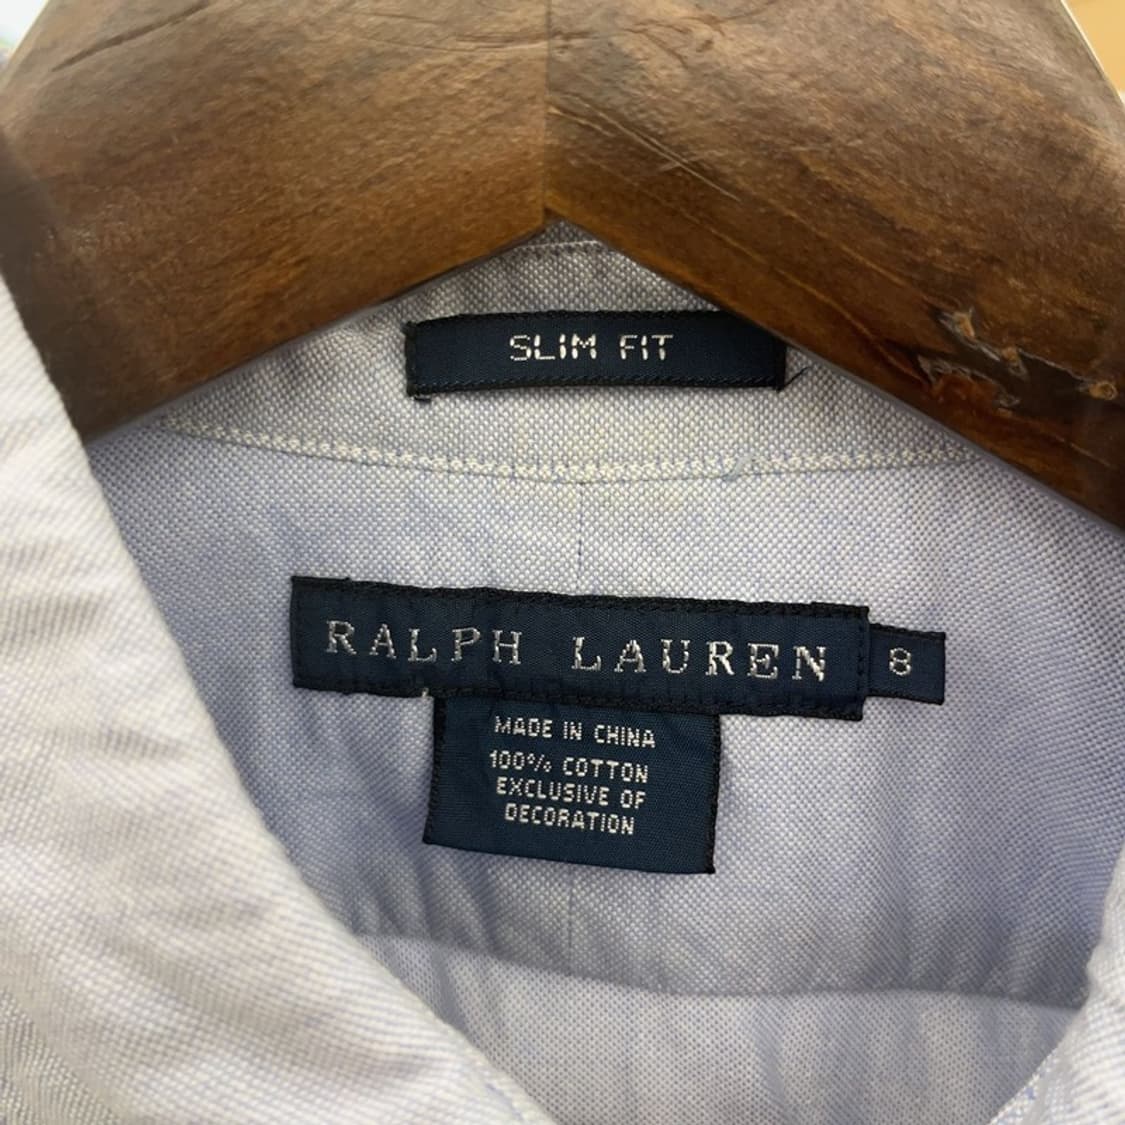 SLIM FIT
RALPH LAUREN
8
MADE IN CHINA
100% COTTON
EXCLUSIVE OF
DECORATION